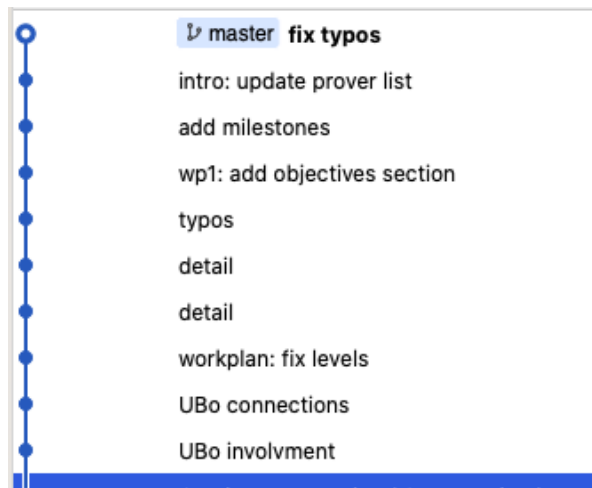 master fix typos
intro: update prover list
add milestones
wp1: add objectives section
typos
detail
detail
workplan: fix levels
UBo connections
UBo involvment